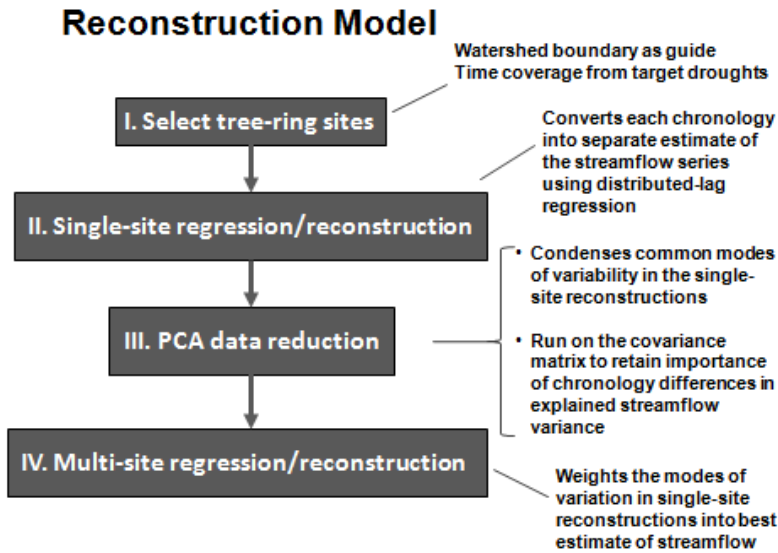 Reconstruction Model
Watershed boundary as guide
Time coverage from target droughts
I. Select tree-ring sites
Converts each chronology
into separate estimate of
the streamflow series
using distributed-lag
regression
II. Single-site regression/reconstruction
• Condenses common modes
of variability in the single-
site reconstructions
III. PCA data reduction
• Run on the covariance
matrix to retain importance
of chronology differences in
explained streamflow
variance
IV. Multi-site regression/reconstruction
Weights the modes of
variation in single-site
reconstructions into best
estimate of streamflow